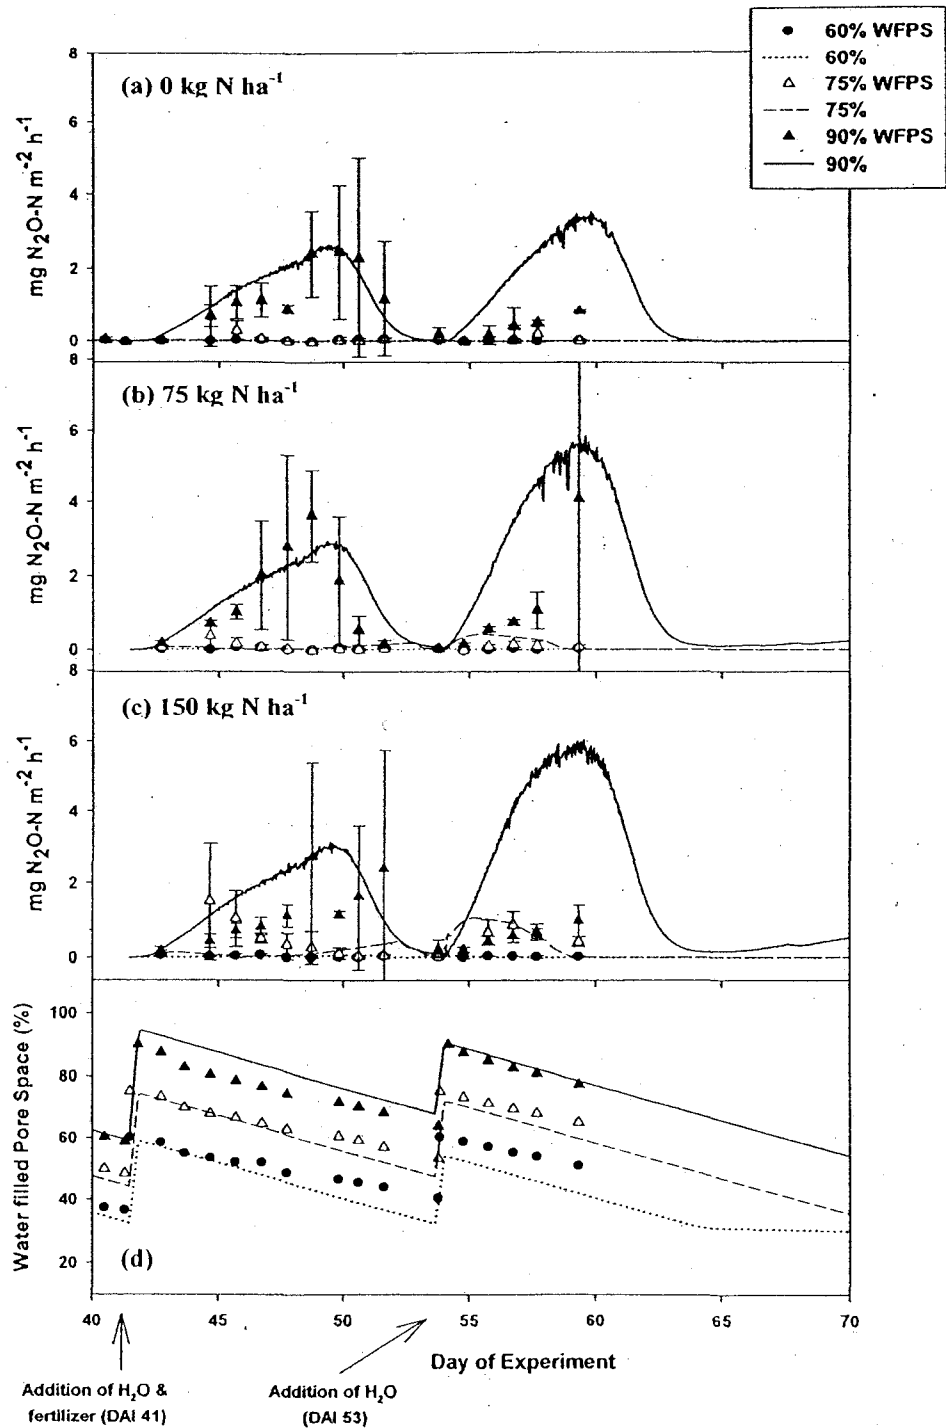 ● 60% WFPS
60%
△ 75% WFPS
75%
▲ 90% WFPS
90%
(a) 0 kg N ha⁻¹
mg N₂O-N m⁻² h⁻¹
8
6
4
2
0
(b) 75 kg N ha⁻¹
mg N₂O-N m⁻² h⁻¹
8
6
4
2
0
(c) 150 kg N ha⁻¹
mg N₂O-N m⁻² h⁻¹
8
6
4
2
0
(d)
Water filled Pore Space (%)
100
80
60
40
20
40 45 50 55 60 65 70
Day of Experiment
Addition of H₂O &
fertilizer (DAI 41)
Addition of H₂O
(DAI 53)